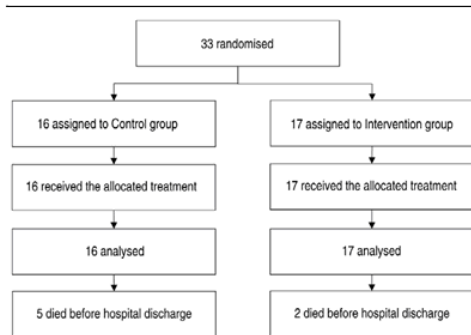 33 randomised
16 assigned to Control group
17 assigned to Intervention group
16 received the allocated treatment
17 received the allocated treatment
16 analysed
17 analysed
5 died before hospital discharge
2 died before hospital discharge